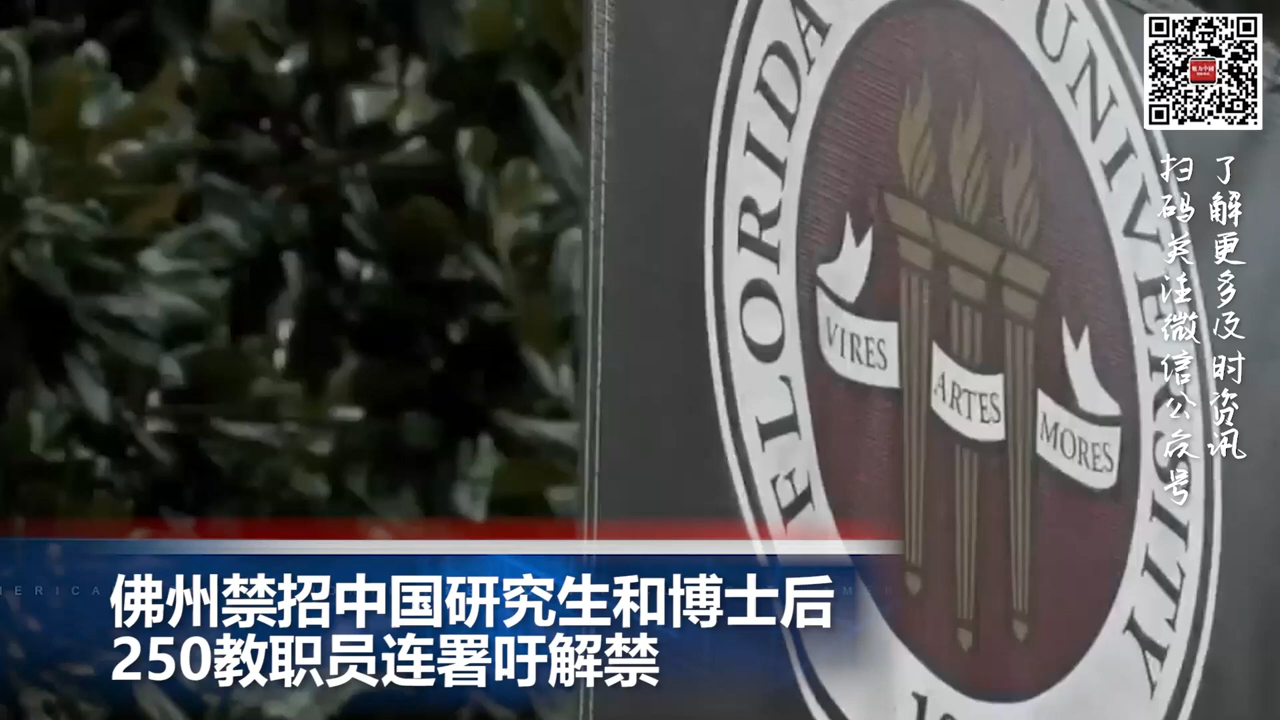 FLORIDA
UNIVERSITY
VIRES
ARTES
MORES
了解更多及时资讯
扫码关注微信公众号
佛州禁招中国研究生和博士后
250教职员连署吁解禁